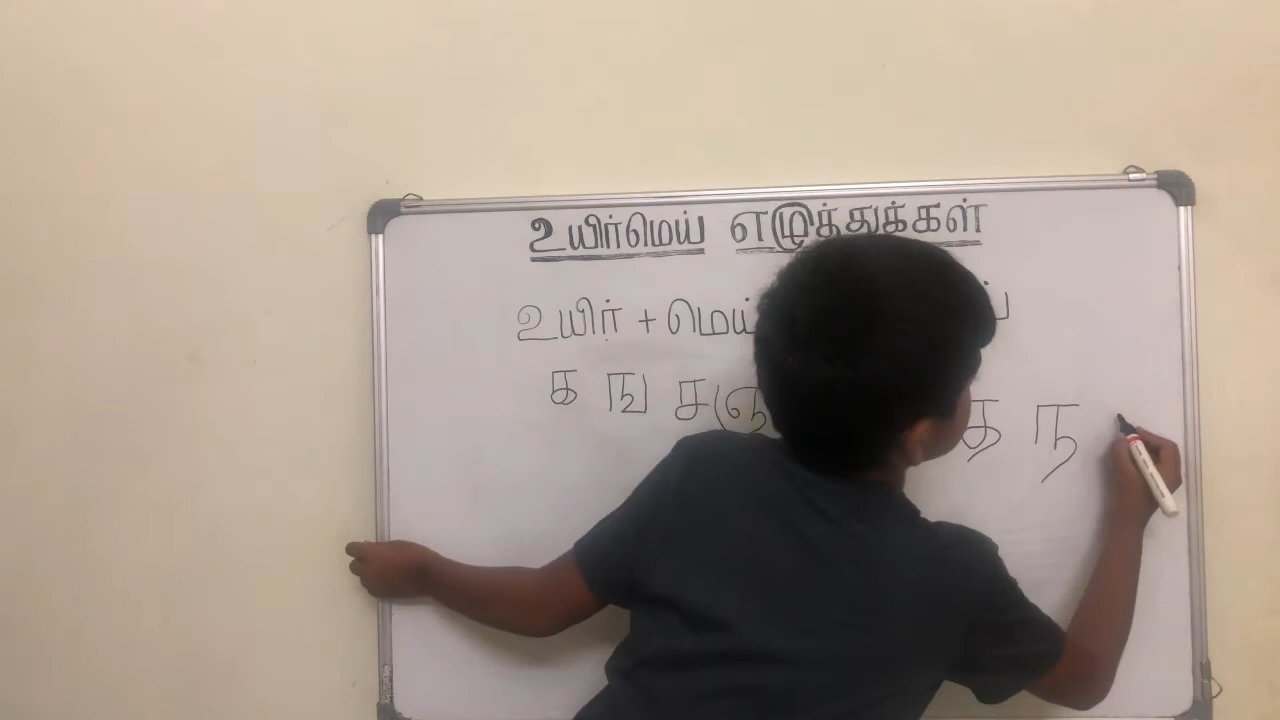 உயிர்மெய் எழுத்துக்கள்
உயிர் + மெய்
க ங ச ஞ த ந